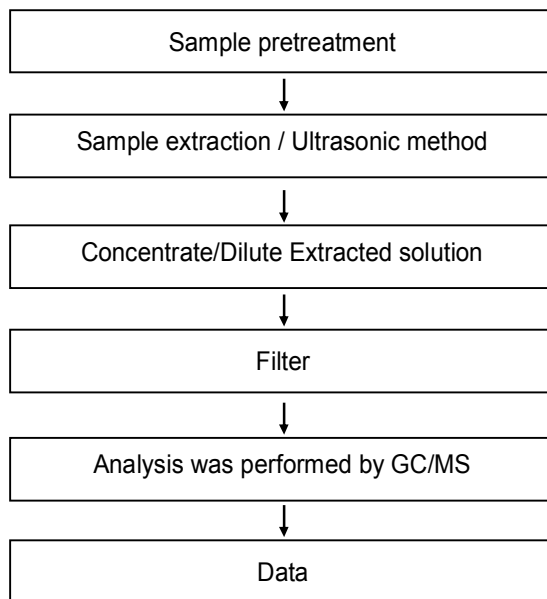 Sample pretreatment
Sample extraction / Ultrasonic method
Concentrate/Dilute Extracted solution
Filter
Analysis was performed by GC/MS
Data